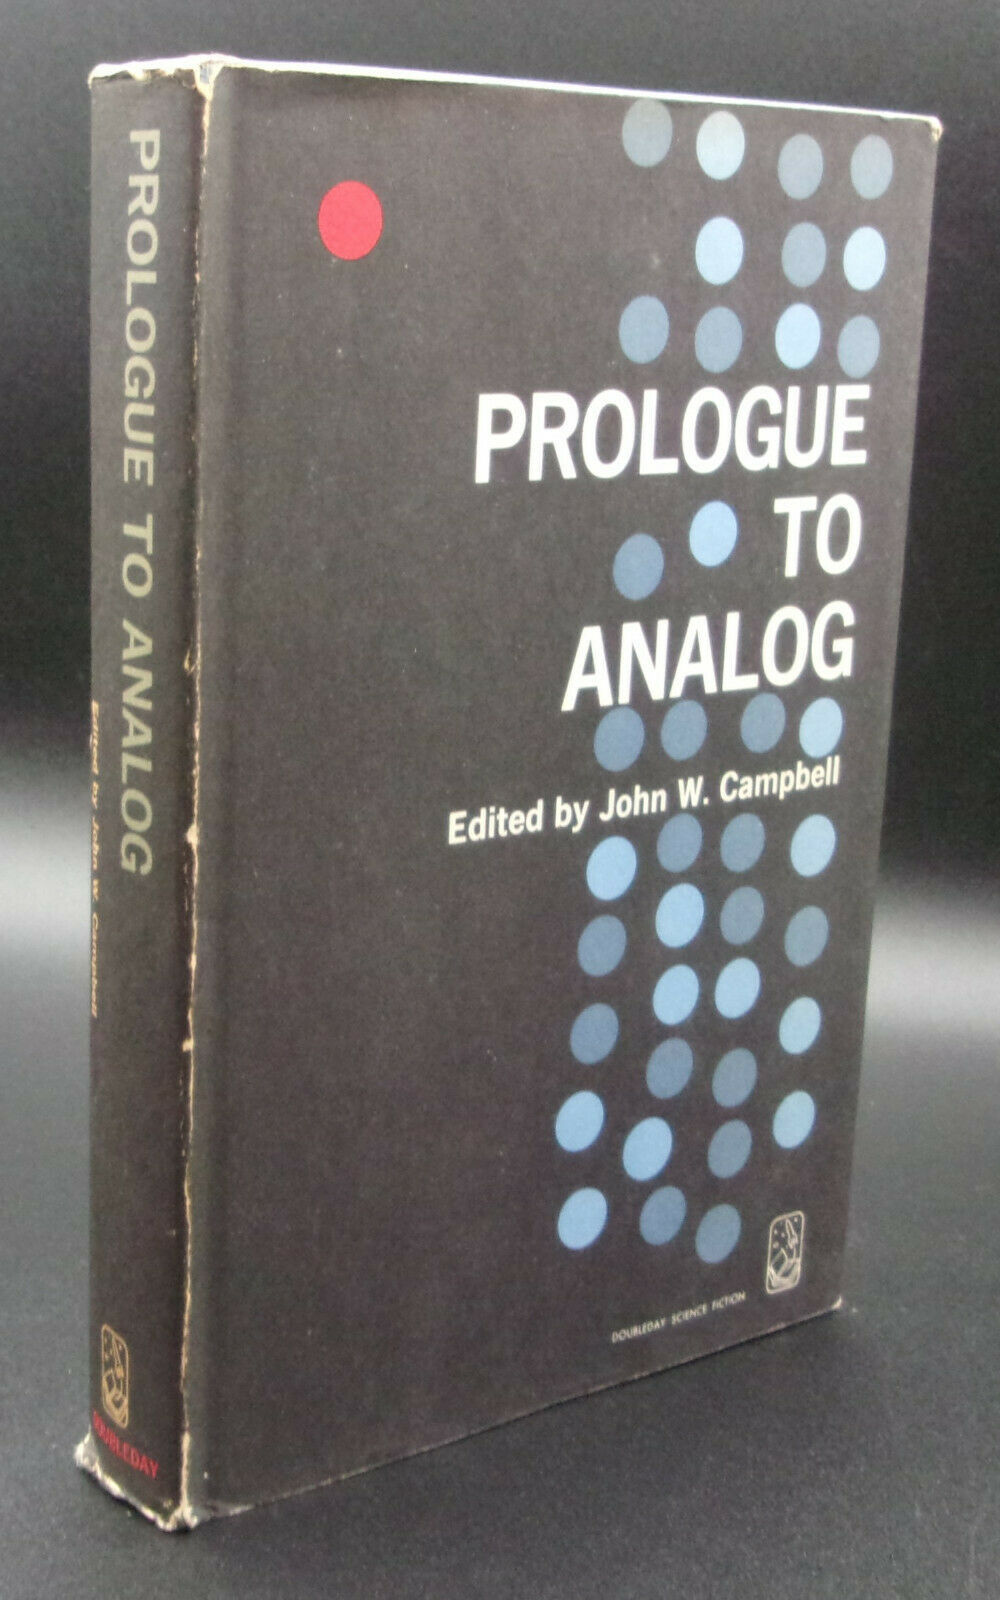 PROLOGUE TO ANALOG
Edited by John W. Campbell
DOUBLEDAY
PROLOGUE
TO
ANALOG
Edited by John W. Campbell
DOUBLEDAY SCIENCE FICTION